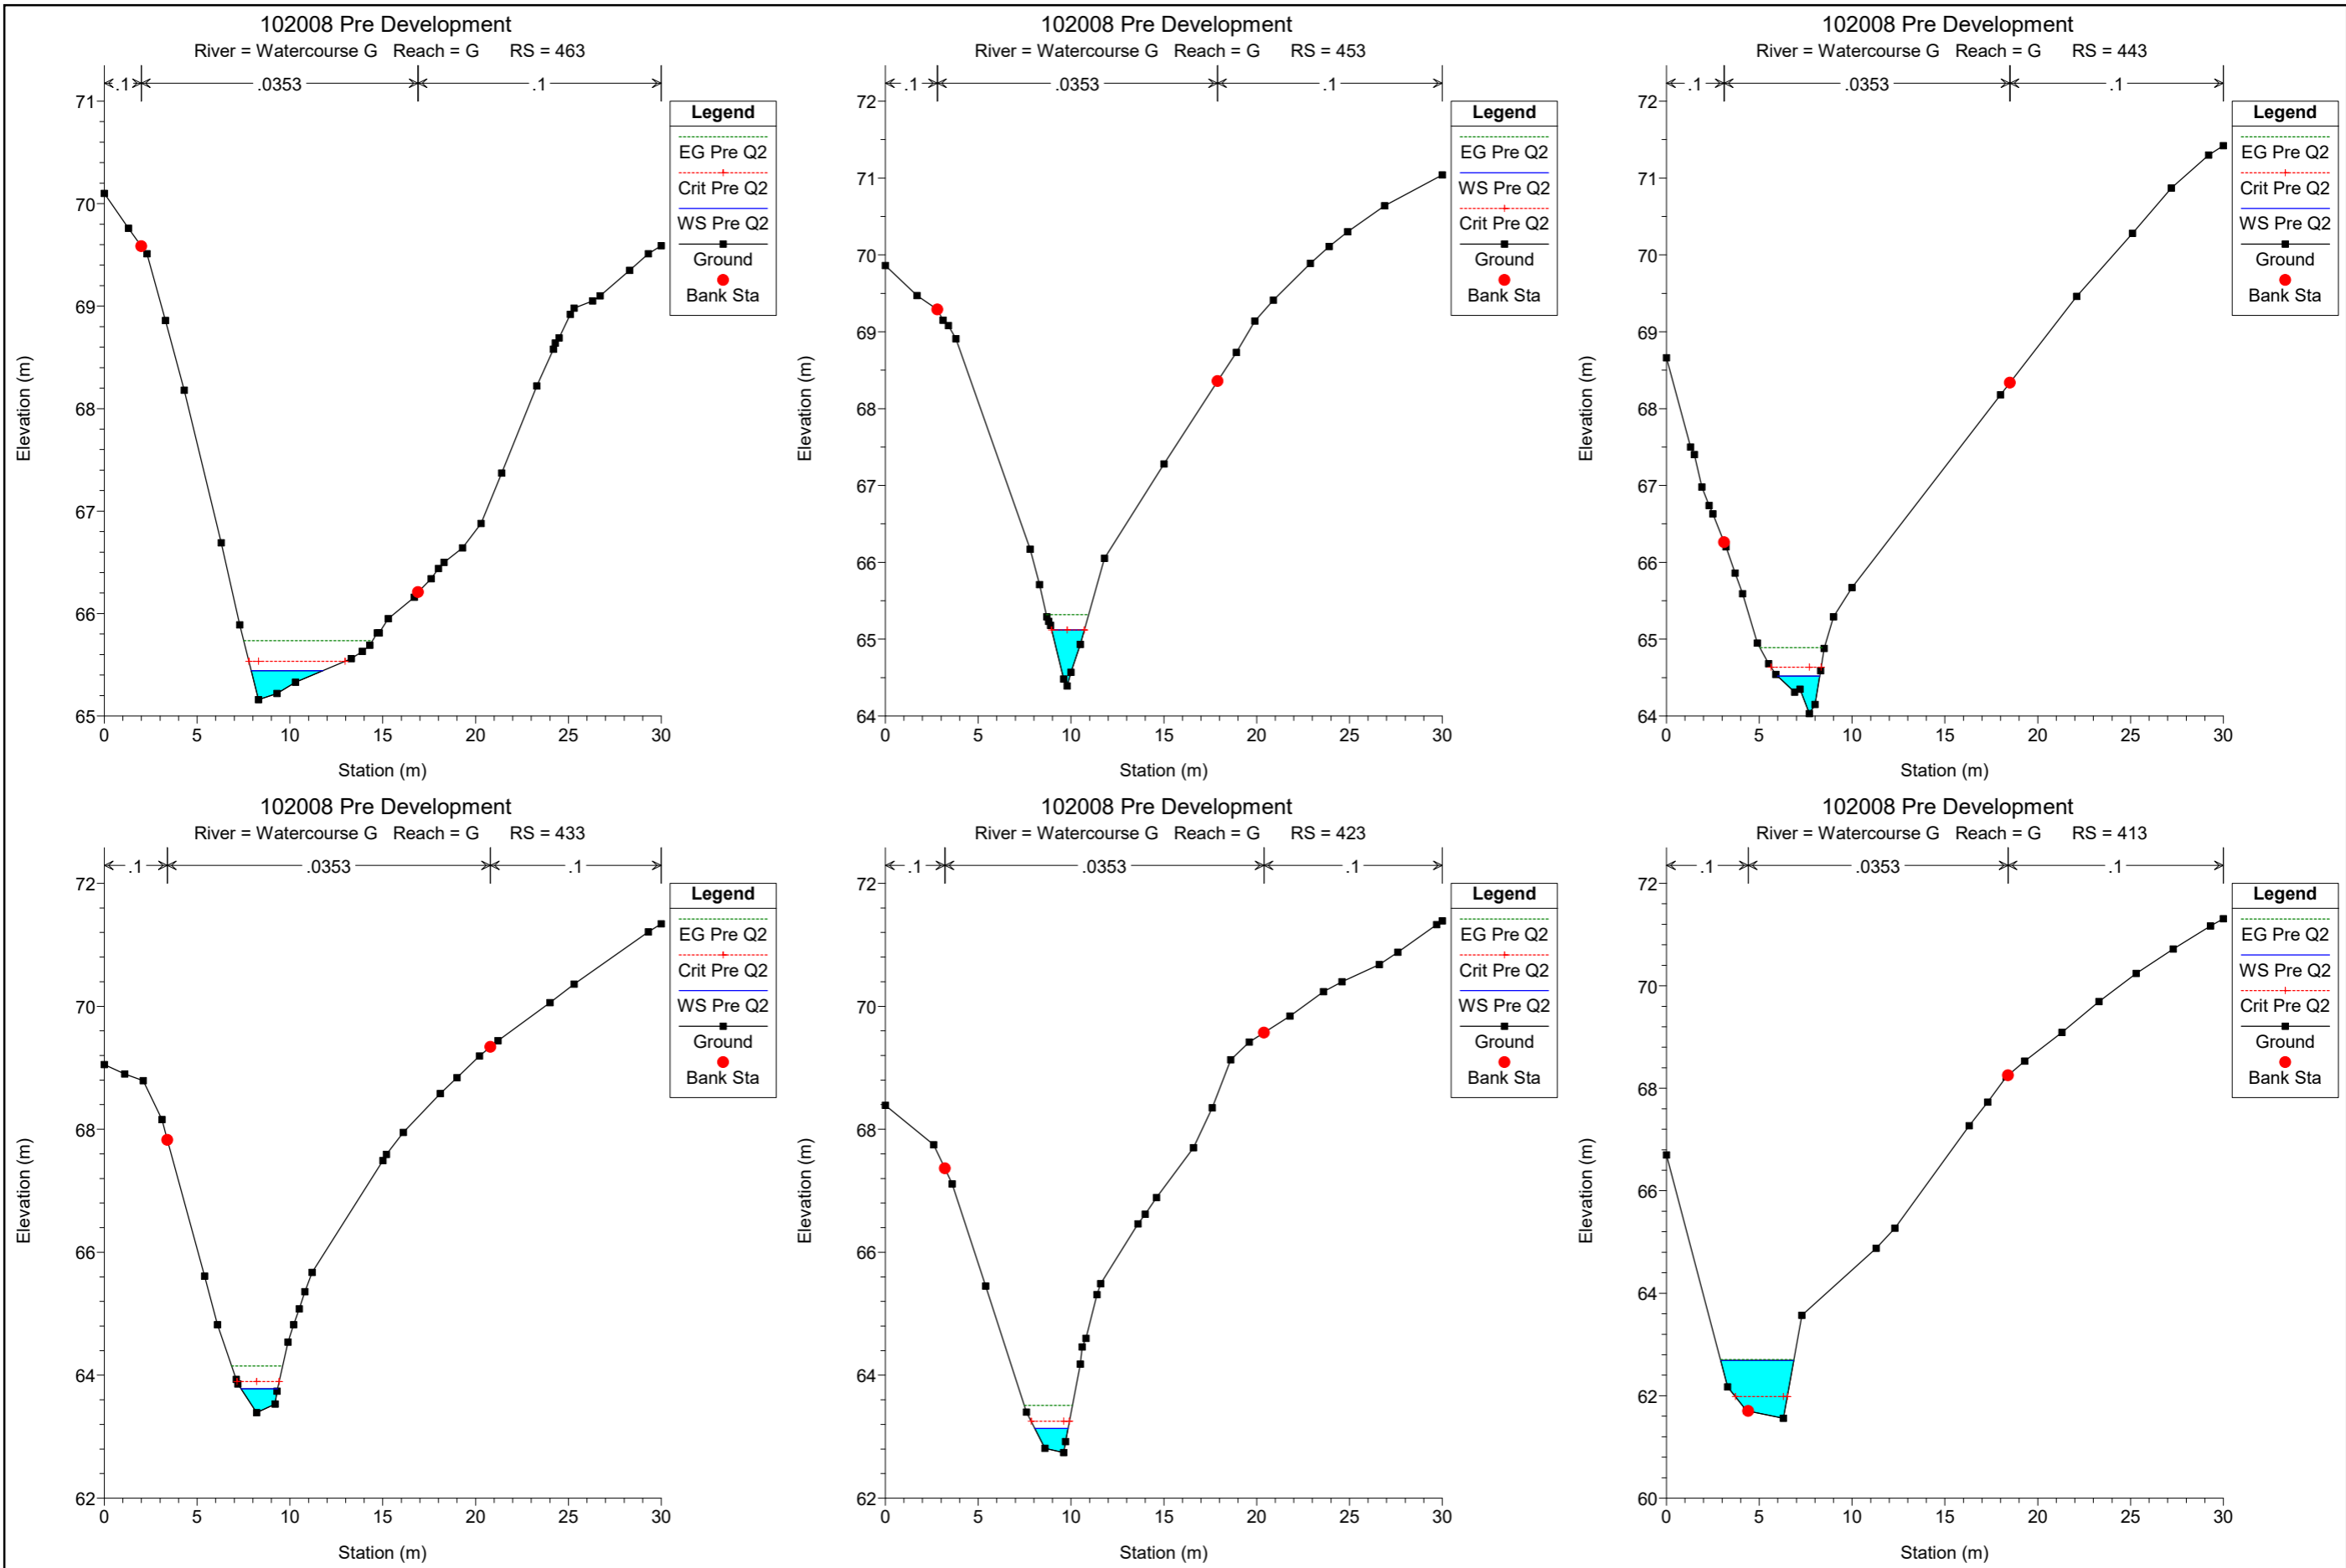 102008 Pre Development
River = Watercourse G Reach = G RS = 463
.1 .0353 .1
71
70
69
68
67
66
65
0 5 10 15 20 25 30
Station (m)
Elevation (m)
Legend
EG Pre Q2
Crit Pre Q2
WS Pre Q2
Ground
Bank Sta
102008 Pre Development
River = Watercourse G Reach = G RS = 453
.1 .0353 .1
72
71
70
69
68
67
66
65
64
0 5 10 15 20 25 30
Station (m)
Elevation (m)
Legend
EG Pre Q2
WS Pre Q2
Crit Pre Q2
Ground
Bank Sta
102008 Pre Development
River = Watercourse G Reach = G RS = 443
.1 .0353 .1
72
71
70
69
68
67
66
65
64
0 5 10 15 20 25 30
Station (m)
Elevation (m)
Legend
EG Pre Q2
Crit Pre Q2
WS Pre Q2
Ground
Bank Sta
102008 Pre Development
River = Watercourse G Reach = G RS = 433
.1 .0353 .1
72
70
68
66
64
62
0 5 10 15 20 25 30
Station (m)
Elevation (m)
Legend
EG Pre Q2
Crit Pre Q2
WS Pre Q2
Ground
Bank Sta
102008 Pre Development
River = Watercourse G Reach = G RS = 423
.1 .0353 .1
72
70
68
66
64
62
0 5 10 15 20 25 30
Station (m)
Elevation (m)
Legend
EG Pre Q2
Crit Pre Q2
WS Pre Q2
Ground
Bank Sta
102008 Pre Development
River = Watercourse G Reach = G RS = 413
.1 .0353 .1
72
70
68
66
64
62
60
0 5 10 15 20 25 30
Station (m)
Elevation (m)
Legend
EG Pre Q2
WS Pre Q2
Crit Pre Q2
Ground
Bank Sta